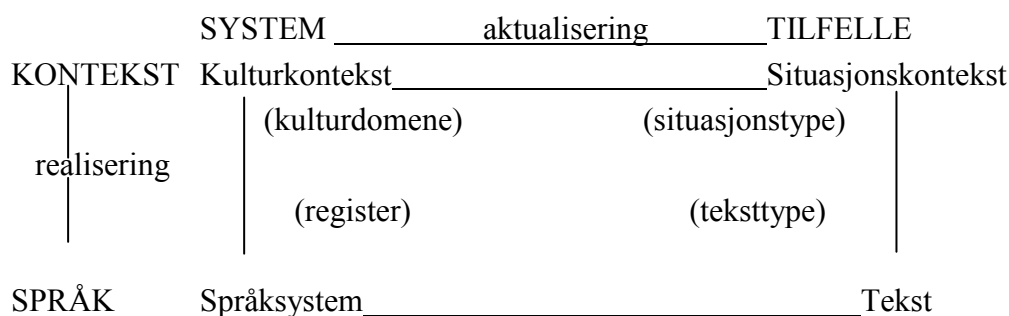 SYSTEM aktualisering TILFELLE
KONTEKST Kulturkontekst Situasjonskontekst
(kulturdomene) (situasjonstype)
realisering
(register) (teksttype)
SPRÅK Språksystem Tekst